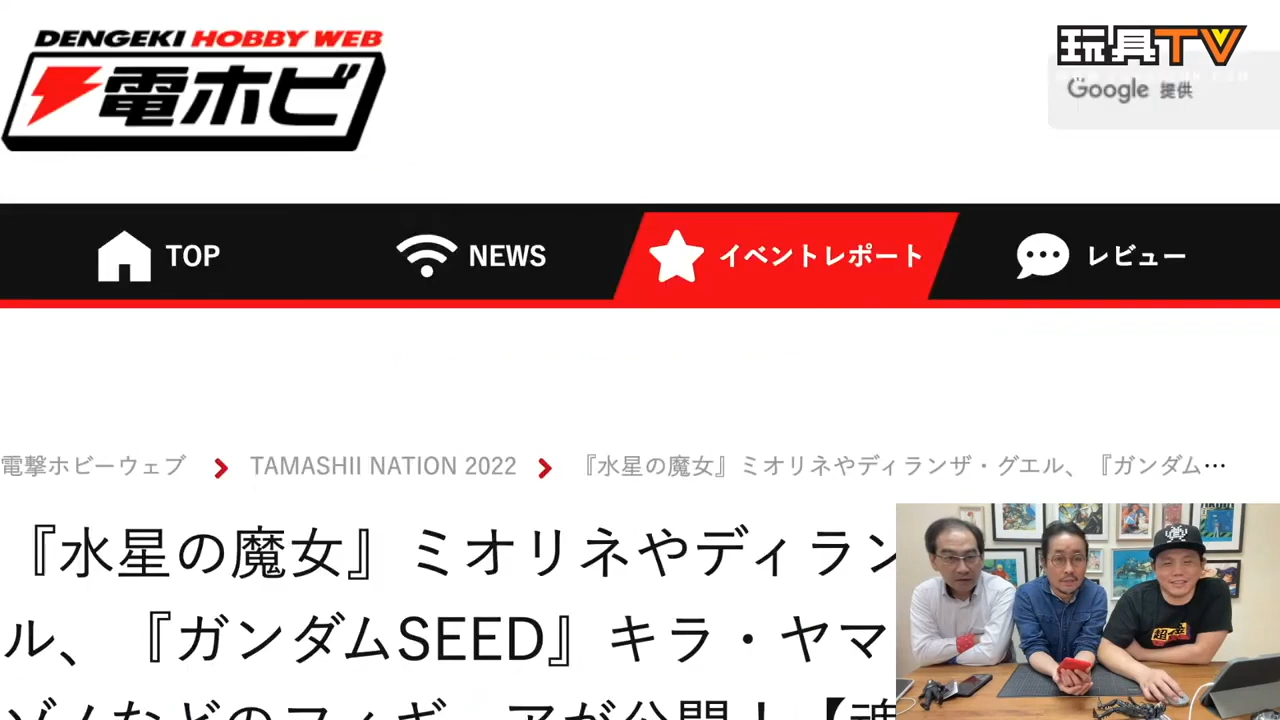 DENGEKI HOBBY WEB
電ホビ
玩具TV
Google 提供
TOP
NEWS
イベントレポート
レビュー
電撃ホビーウェブ
TAMASHII NATION 2022
『水星の魔女』ミオリネやディランザ・グエル、『ガンダム…
『水星の魔女』ミオリネやディラン
ル、『ガンダムSEED』キラ・ヤマ